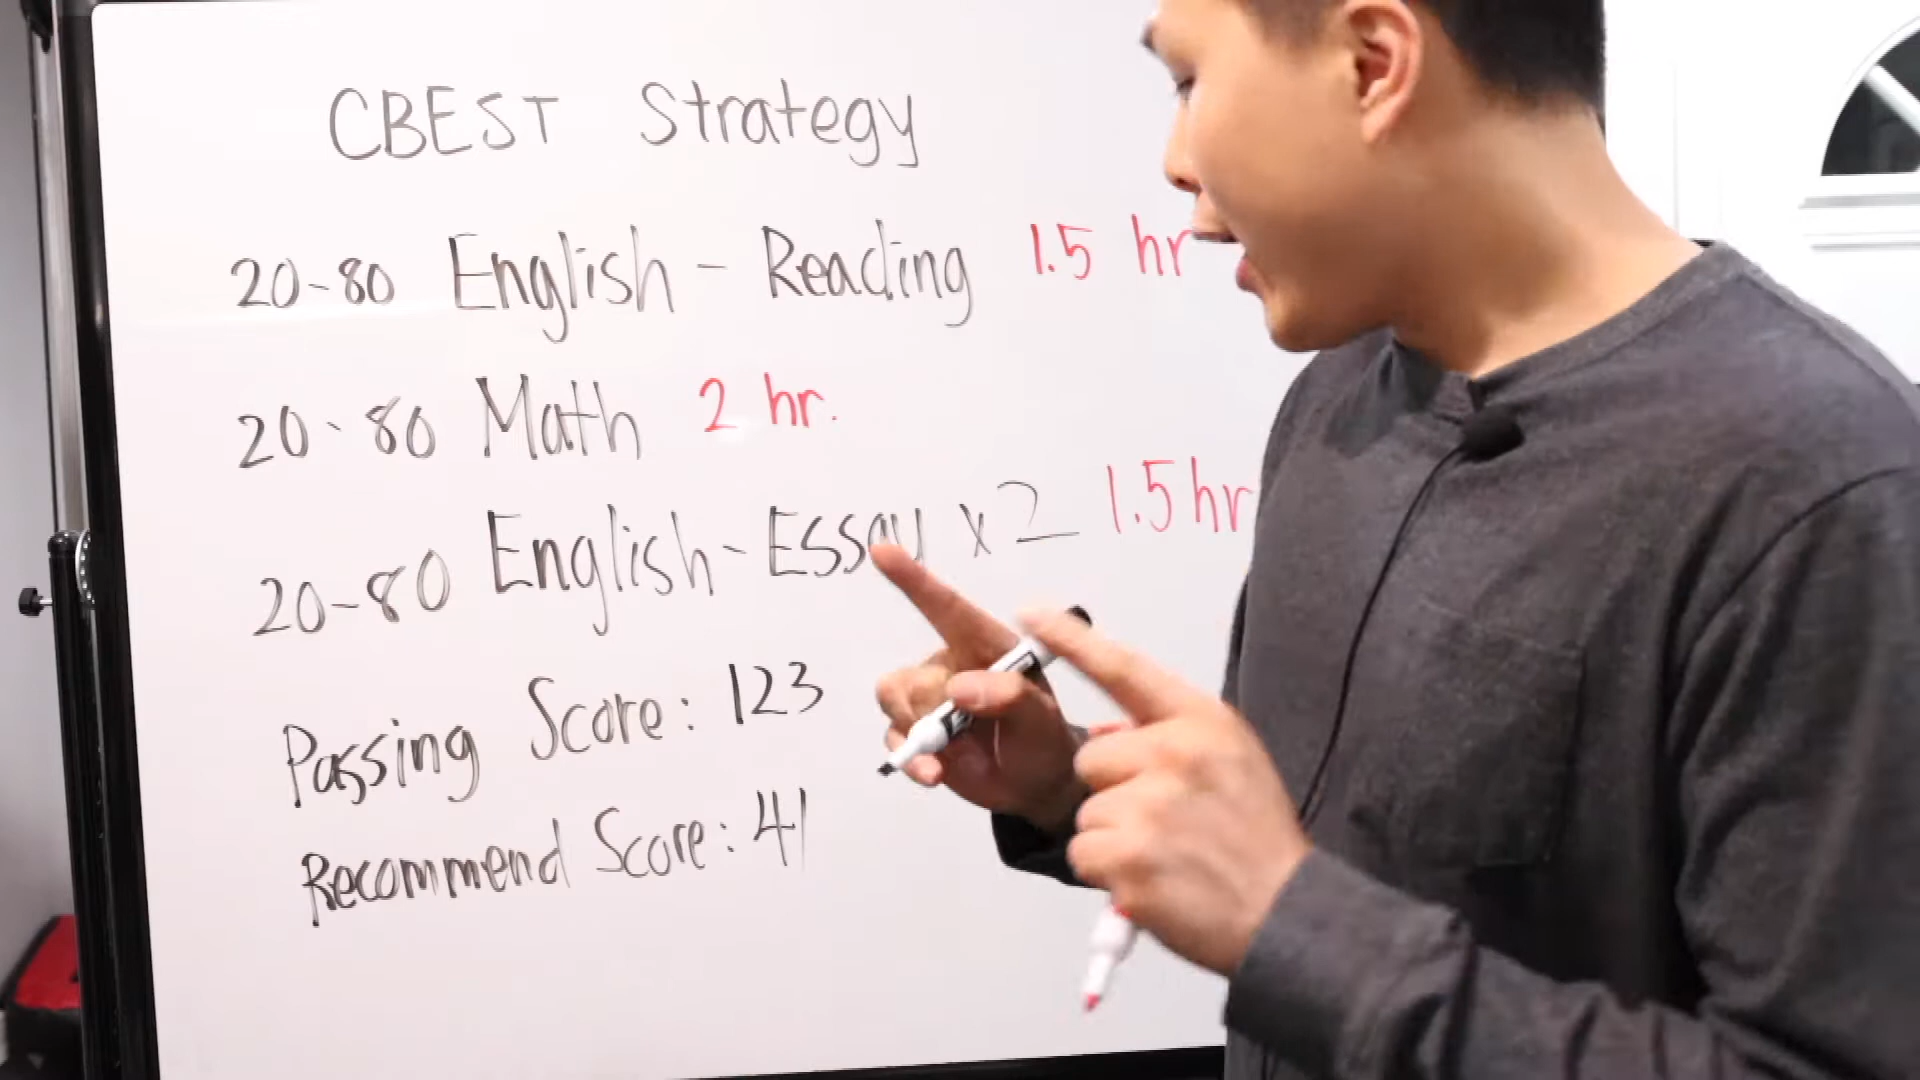 CBEST Strategy
20-80 English - Reading 1.5 hr
20-80 Math 2 hr.
20-80 English-Essay x 2 1.5 hr
Passing Score: 123
Recommend Score: 41